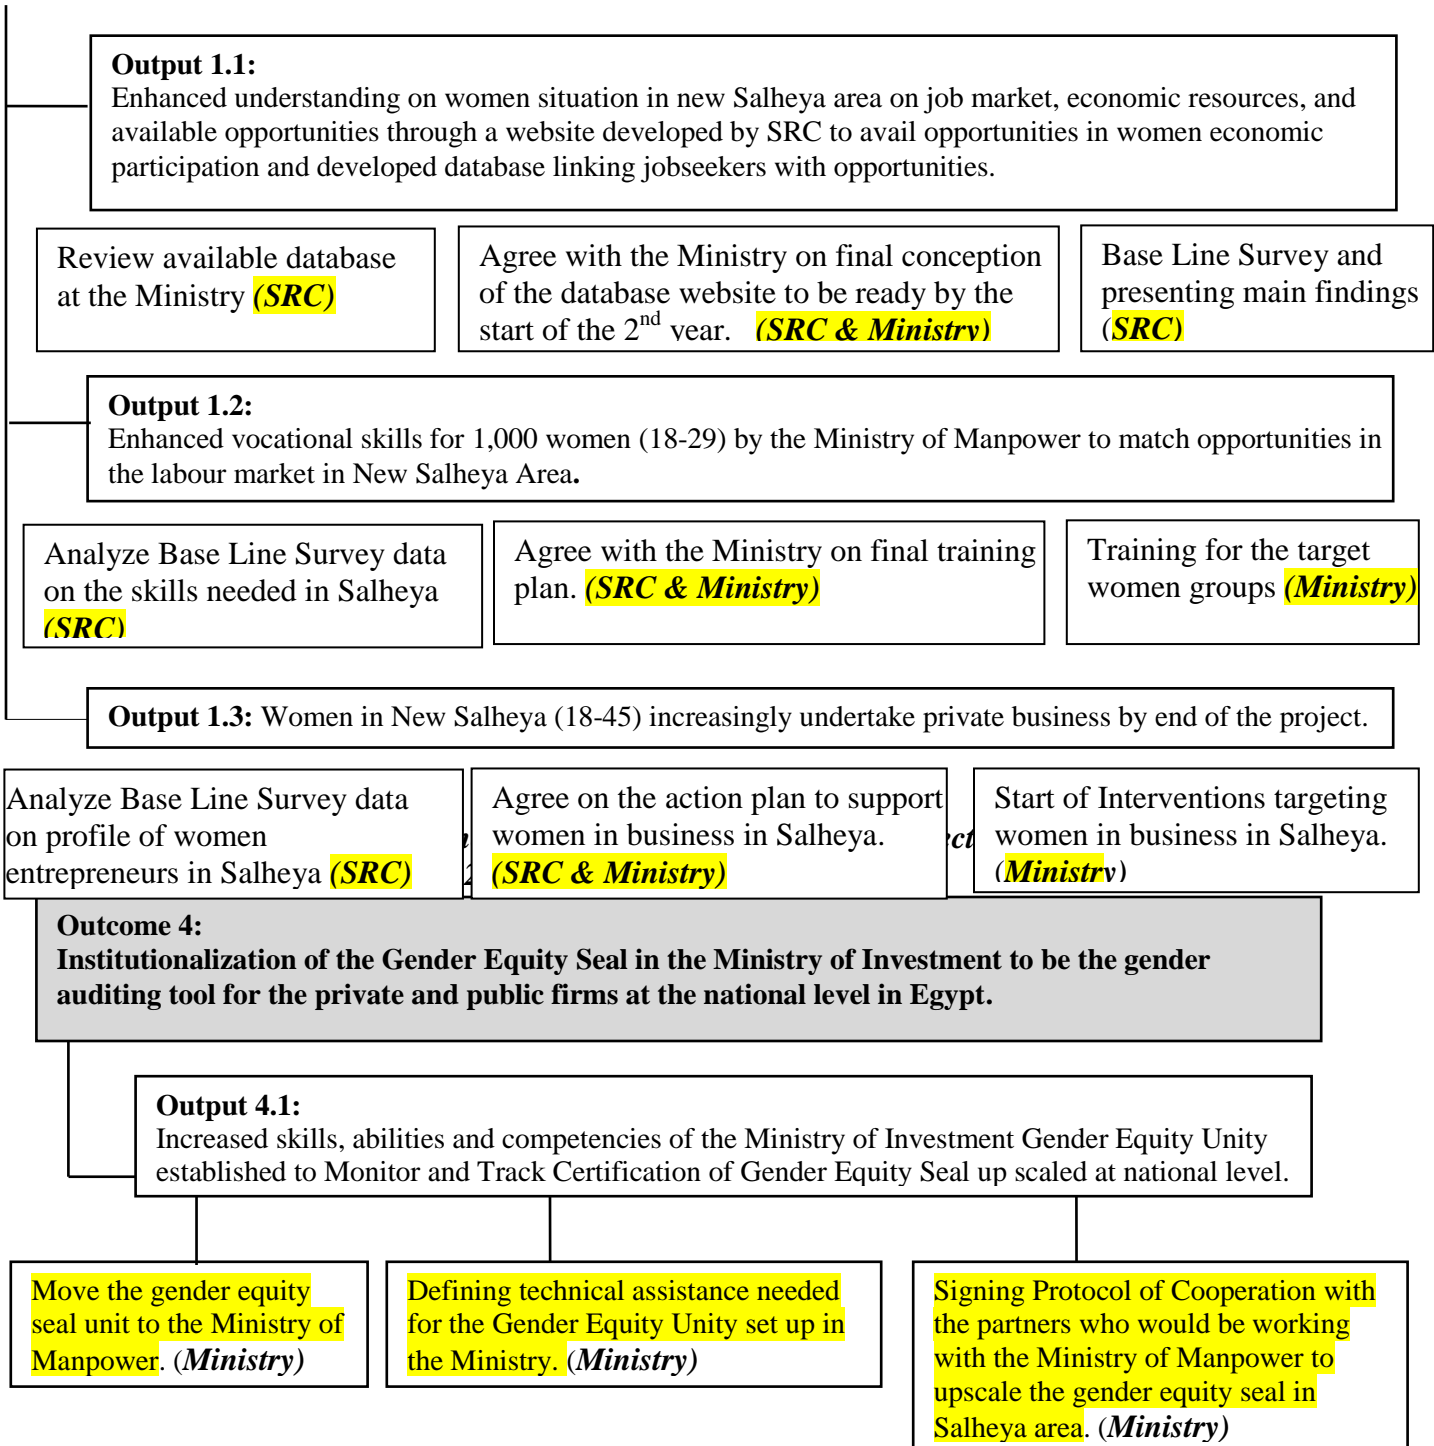 Output 1.1:
Enhanced understanding on women situation in new Salheya area on job market, economic resources, and
available opportunities through a website developed by SRC to avail opportunities in women economic
participation and developed database linking jobseekers with opportunities.
Review available database
at the Ministry (SRC)
Agree with the Ministry on final conception
of the database website to be ready by the
start of the 2nd year. (SRC & Ministry)
Base Line Survey and
presenting main findings
(SRC)
Output 1.2:
Enhanced vocational skills for 1,000 women (18-29) by the Ministry of Manpower to match opportunities in
the labour market in New Salheya Area.
Analyze Base Line Survey data
on the skills needed in Salheya
(SRC)
Agree with the Ministry on final training
plan. (SRC & Ministry)
Training for the target
women groups (Ministry)
Output 1.3: Women in New Salheya (18-45) increasingly undertake private business by end of the project.
Analyze Base Line Survey data
on profile of women
entrepreneurs in Salheya (SRC)
Agree on the action plan to support
women in business in Salheya.
(SRC & Ministry)
ect
Start of Interventions targeting
women in business in Salheya.
(Ministry)
Outcome 4:
Institutionalization of the Gender Equity Seal in the Ministry of Investment to be the gender
auditing tool for the private and public firms at the national level in Egypt.
Output 4.1:
Increased skills, abilities and competencies of the Ministry of Investment Gender Equity Unity
established to Monitor and Track Certification of Gender Equity Seal up scaled at national level.
Move the gender equity
seal unit to the Ministry of
Manpower. (Ministry)
Defining technical assistance needed
for the Gender Equity Unity set up in
the Ministry. (Ministry)
Signing Protocol of Cooperation with
the partners who would be working
with the Ministry of Manpower to
upscale the gender equity seal in
Salheya area. (Ministry)